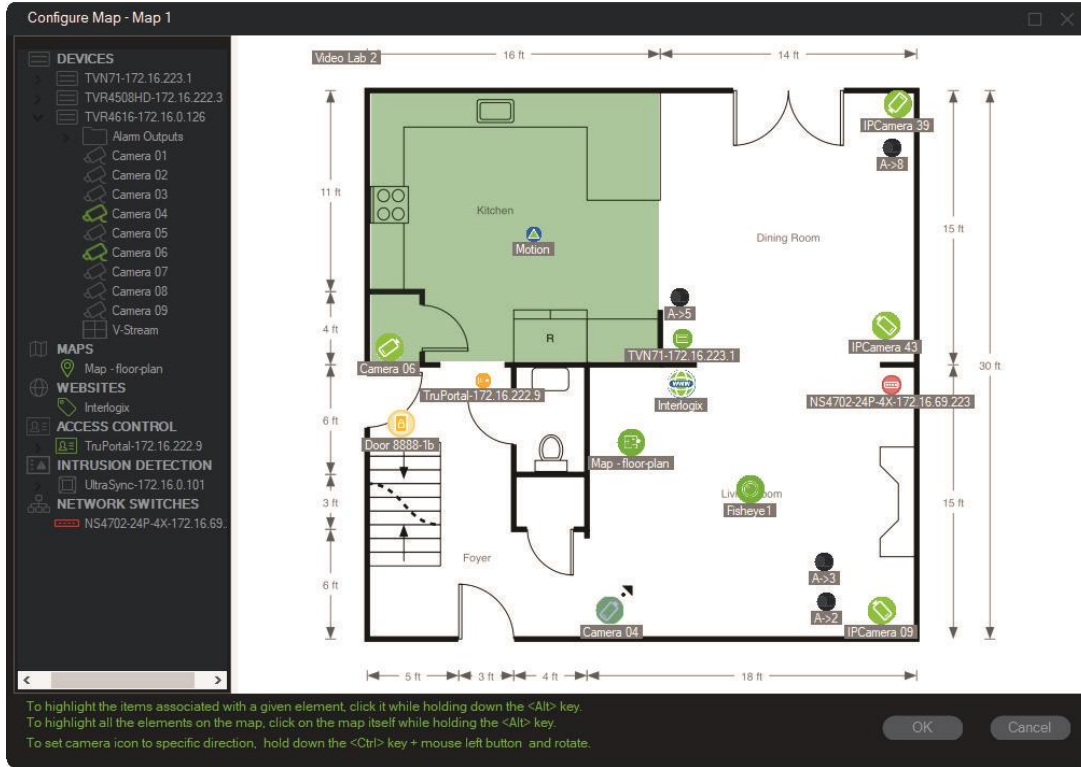 Configure Map - Map 1
DEVICES
TVN71-172.16.223.1
TVR4508HD-172.16.222.3
TVR4616-172.16.0.126
Alarm Outputs
Camera 01
Camera 02
Camera 03
Camera 04
Camera 05
Camera 06
Camera 07
Camera 08
Camera 09
V-Stream
MAPS
Map - floor-plan
WEBSITES
Interlogix
ACCESS CONTROL
TruPortal-172.16.222.9
INTRUSION DETECTION
UltraSync-172.16.0.101
NETWORK SWITCHES
NS4702-24P-4X-172.16.69..
Video Lab 2
16 ft
14 ft
IPCamera 39
A->8
11 ft
Kitchen
Motion
Dining Room
15 ft
A->5
4 ft
R
TVN71-172.16.223.1
IPCamera 43
Camera 06
30 ft
TruPortal-172.16.222.9
WWW
Interlogix
NS4702-24P-4X-172.16.69.223
6 ft
Door 8888-1b
Map - floor-plan
Living Room
Fisheye1
3 ft
15 ft
Foyer
A->3
6 ft
A->2
Camera 04
IPCamera 09
5 ft
3 ft
4 ft
18 ft
To highlight the items associated with a given element, click it while holding down the <Alt> key.
To highlight all the elements on the map, click on the map itself while holding the <Alt> key.
To set camera icon to specific direction, hold down the <Ctrl> key + mouse left button and rotate.
OK
Cancel